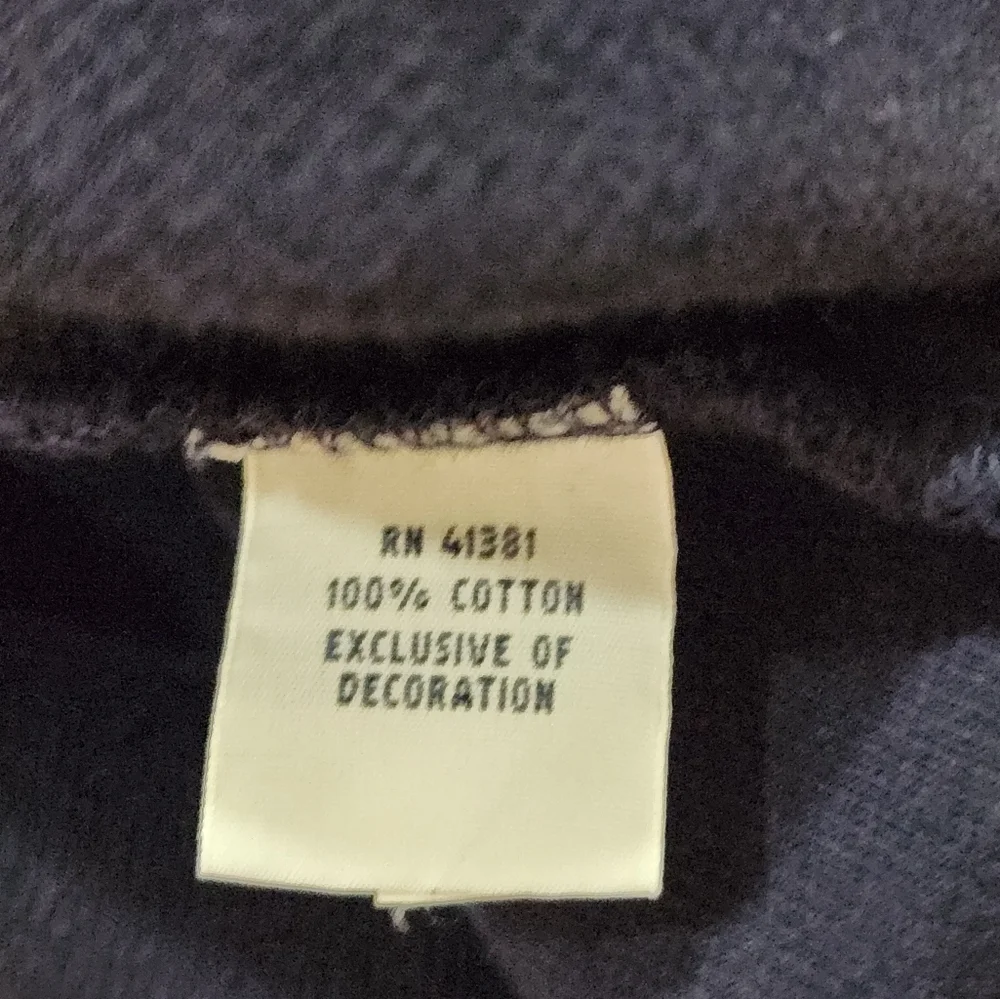 RN 41381
100% COTTON
EXCLUSIVE OF
DECORATION